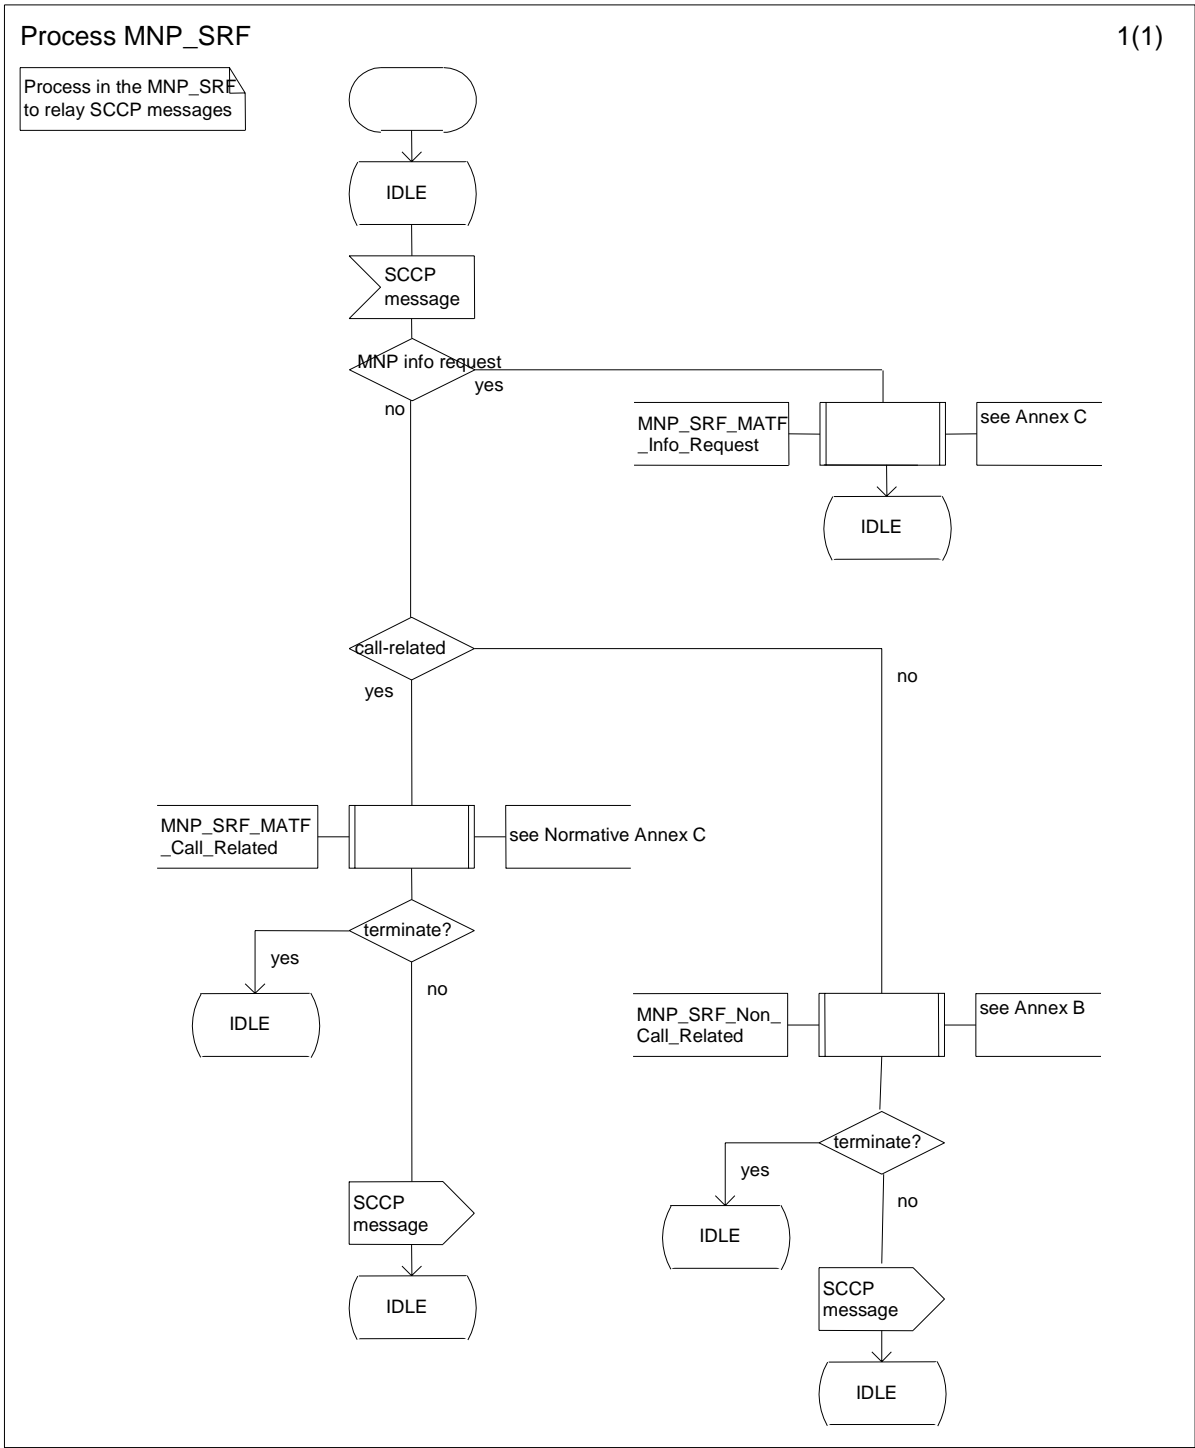 Process MNP_SRF
1(1)
Process in the MNP_SRF
to relay SCCP messages
IDLE
SCCP
message
MNP info request
yes
no
MNP_SRF_MATF
_Info_Request
see Annex C
IDLE
call-related
no
yes
MNP_SRF_MATF
_Call_Related
see Normative Annex C
terminate?
yes
no
IDLE
MNP_SRF_Non_
Call_Related
see Annex B
terminate?
yes
no
SCCP
message
IDLE
IDLE
SCCP
message
IDLE